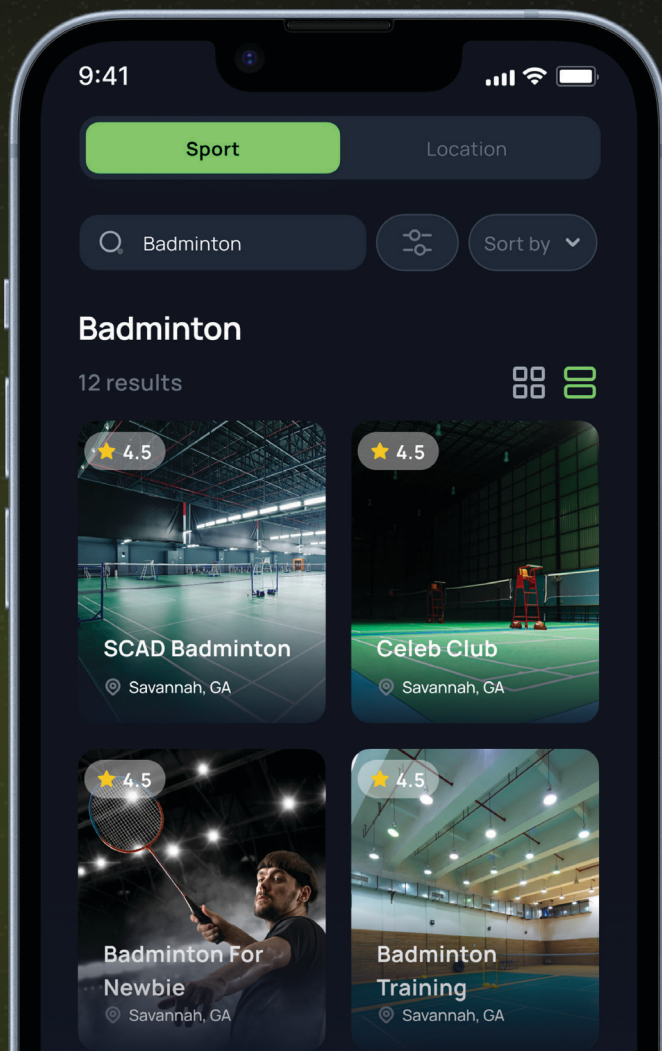 9:41
Sport
Location
Badminton
Sort by
Badminton
12 results
4.5
SCAD Badminton
Savannah, GA
4.5
Celeb Club
Savannah, GA
4.5
Badminton For
Newbie
Savannah, GA
4.5
Badminton
Training
Savannah, GA